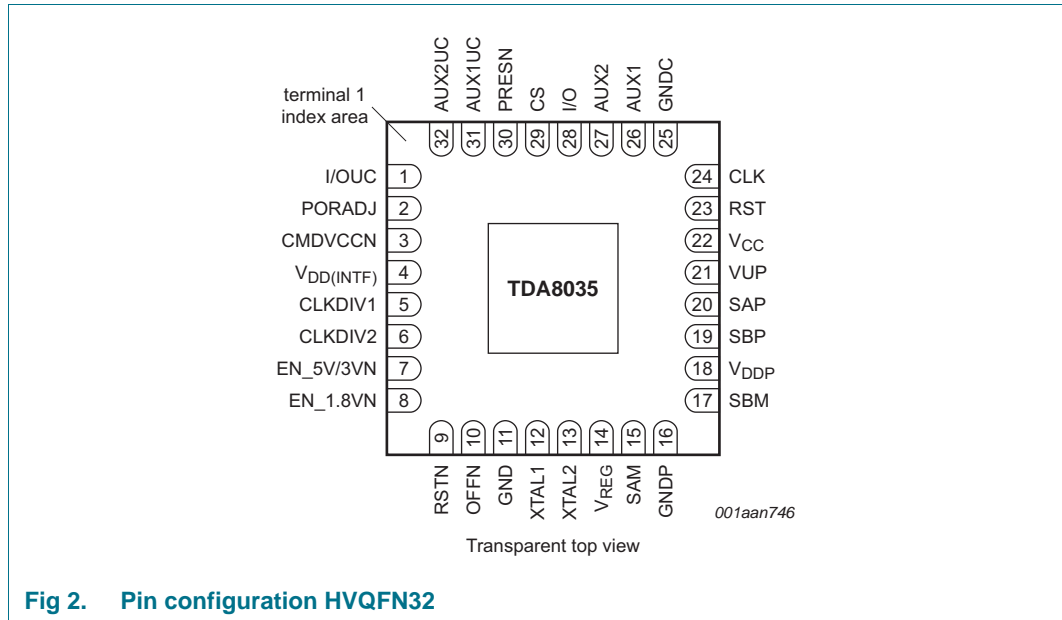 AUX2UC
AUX1UC
PRESN
CS
I/O
AUX2
AUX1
GNDC
terminal 1
index area
32
31
30
29
28
27
26
25
I/OUC 1
24 CLK
PORADJ 2
23 RST
CMDVCCN 3
22 VCC
VDD(INTF) 4
21 VUP
CLKDIV1 5
TDA8035
20 SAP
CLKDIV2 6
19 SBP
EN_5V/3VN 7
18 VDDP
EN_1.8VN 8
17 SBM
9
10
11
12
13
14
15
16
RSTN
OFFN
GND
XTAL1
XTAL2
VREG
SAM
GNDP
001aan746
Transparent top view
Fig 2. Pin configuration HVQFN32